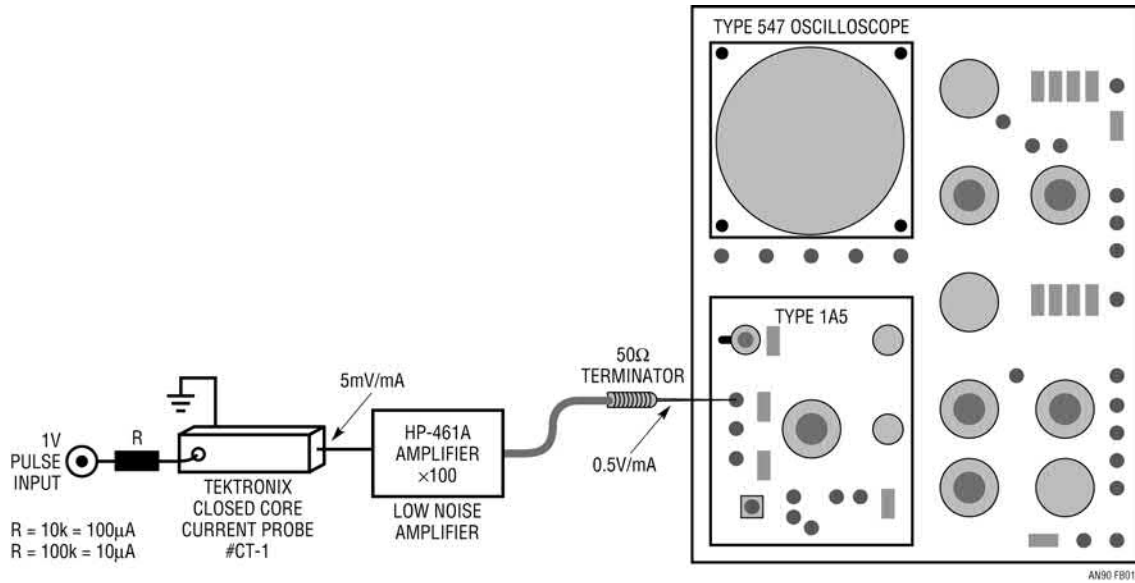 TYPE 547 OSCILLOSCOPE
TYPE 1A5
50Ω
TERMINATOR
5mV/mA
0.5V/mA
HP-461A
AMPLIFIER
×100
LOW NOISE
AMPLIFIER
1V
PULSE
INPUT
R
TEKTRONIX
CLOSED CORE
CURRENT PROBE
#CT-1
R = 10k = 100µA
R = 100k = 10µA
AN90 FB01